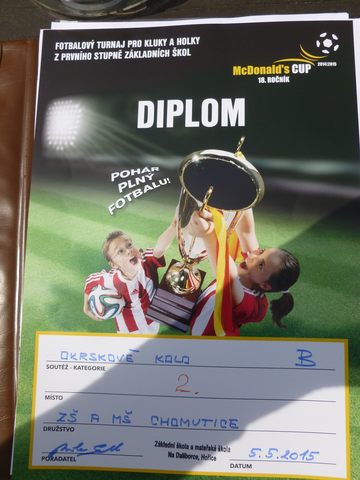 FOTBALOVÝ TURNAJ PRO KLUKY A HOLKY
Z PRVNÍHO STUPNĚ ZÁKLADNÍCH ŠKOL
McDonald's CUP 2014/2015
18. ROČNÍK
DIPLOM
POHÁR
PLNÝ
FOTBALU!
OKRSKOVÉ KOLO B
SOUTĚŽ - KATEGORIE
2.
MÍSTO
ZŠ A MŠ CHOMUTICE
DRUŽSTVO
Základní škola a mateřská škola
Na Daliborce, Hořice
5.5.2015
POŘADATEL
DATUM